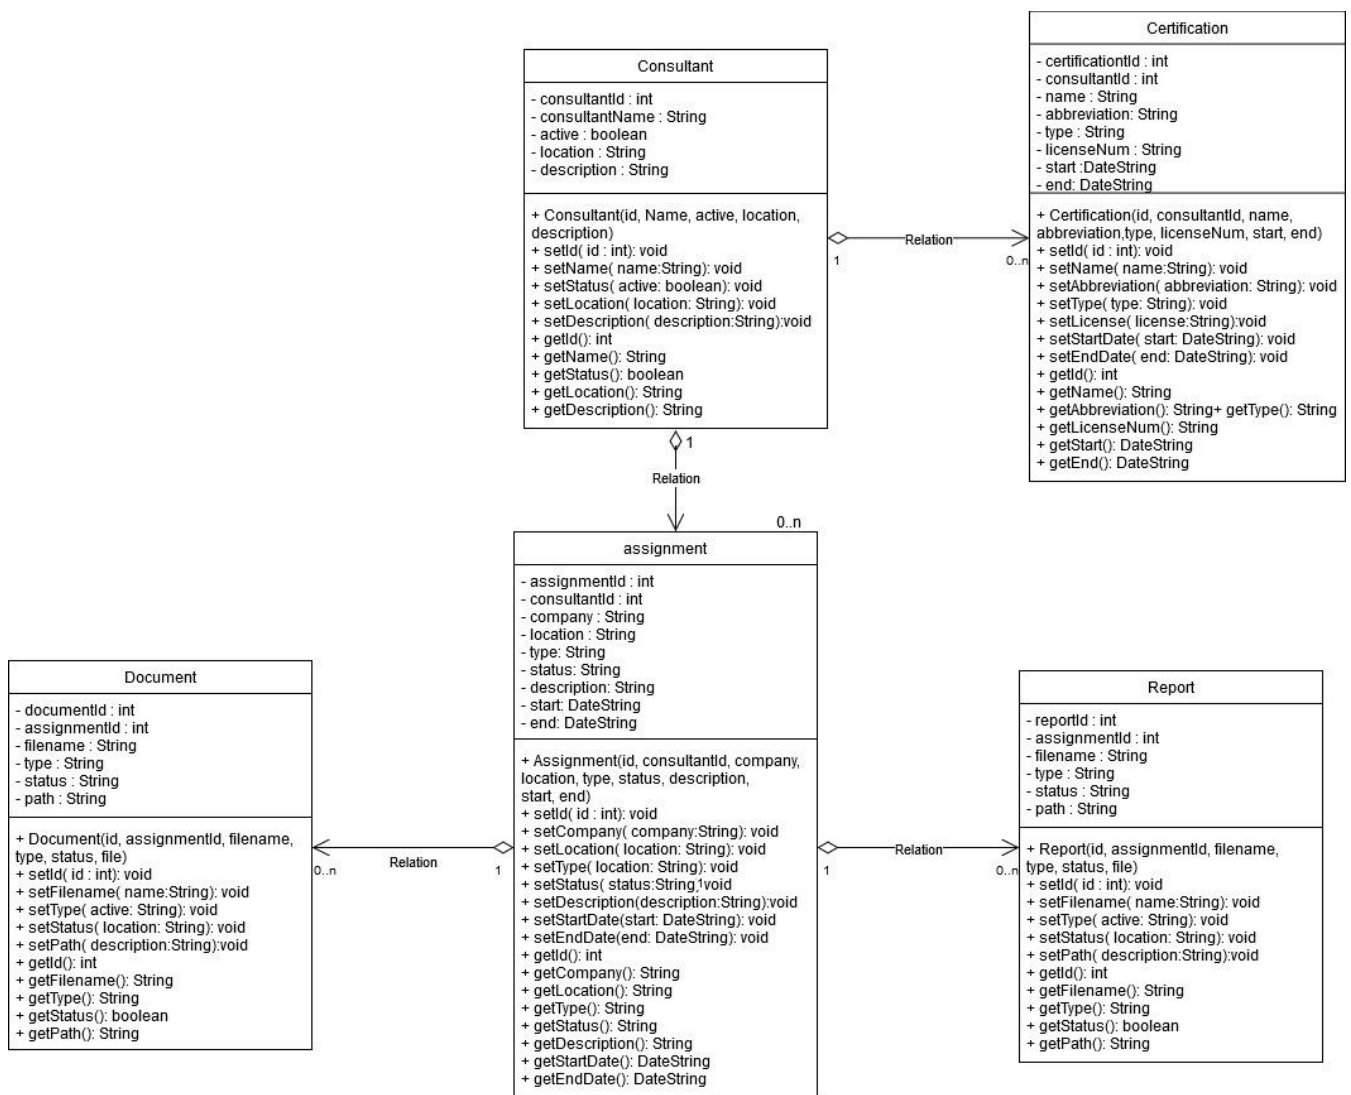 Consultant
- consultantId : int
- consultantName : String
- active : boolean
- location : String
- description : String
+ Consultant(id, Name, active, location,
description)
+ setId( id : int): void
+ setName( name:String): void
+ setStatus( active: boolean): void
+ setLocation( location: String): void
+ setDescription( description:String):void
+ getId(): int
+ getName(): String
+ getStatus(): boolean
+ getLocation(): String
+ getDescription(): String
Relation
1
0..n
Certification
- certificationtId : int
- consultantId : int
- name : String
- abbreviation: String
- type : String
- licenseNum : String
- start :DateString
- end: DateString
+ Certification(id, consultantId, name,
abbreviation,type, licenseNum, start, end)
+ setId( id : int): void
+ setName( name:String): void
+ setAbbreviation( abbreviation: String): void
+ setType( type: String): void
+ setLicense( license:String):void
+ setStartDate( start: DateString): void
+ setEndDate( end: DateString): void
+ getId(): int
+ getName(): String
+ getAbbreviation(): String+ getType(): String
+ getLicenseNum(): String
+ getStart(): DateString
+ getEnd(): DateString
1
Relation
0..n
assignment
- assignmentId : int
- consultantId : int
- company : String
- location : String
- type: String
- status: String
- description: String
- start: DateString
- end: DateString
+ Assignment(id, consultantId, company,
location, type, status, description,
start, end)
+ setId( id : int): void
+ setCompany( company:String): void
+ setLocation( location: String): void
+ setType( location: String): void
+ setStatus( status:String,1void
+ setDescription(description:String):void
+ setStartDate(start: DateString): void
+ setEndDate(end: DateString): void
+ getId(): int
+ getCompany(): String
+ getLocation(): String
+ getType(): String
+ getStatus(): String
+ getDescription(): String
+ getStartDate(): DateString
+ getEndDate(): DateString
Document
- documentId : int
- assignmentId : int
- filename : String
- type : String
- status : String
- path : String
+ Document(id, assignmentId, filename,
type, status, file)
+ setId( id : int): void
+ setFilename( name:String): void
+ setType( active: String): void
+ setStatus( location: String): void
+ setPath( description:String):void
+ getId(): int
+ getFilename(): String
+ getType(): String
+ getStatus(): boolean
+ getPath(): String
0..n
Relation
1
Relation
1
0..n
Report
- reportId : int
- assignmentId : int
- filename : String
- type : String
- status : String
- path : String
+ Report(id, assignmentId, filename,
type, status, file)
+ setId( id : int): void
+ setFilename( name:String): void
+ setType( active: String): void
+ setStatus( location: String): void
+ setPath( description:String):void
+ getId(): int
+ getFilename(): String
+ getType(): String
+ getStatus(): boolean
+ getPath(): String